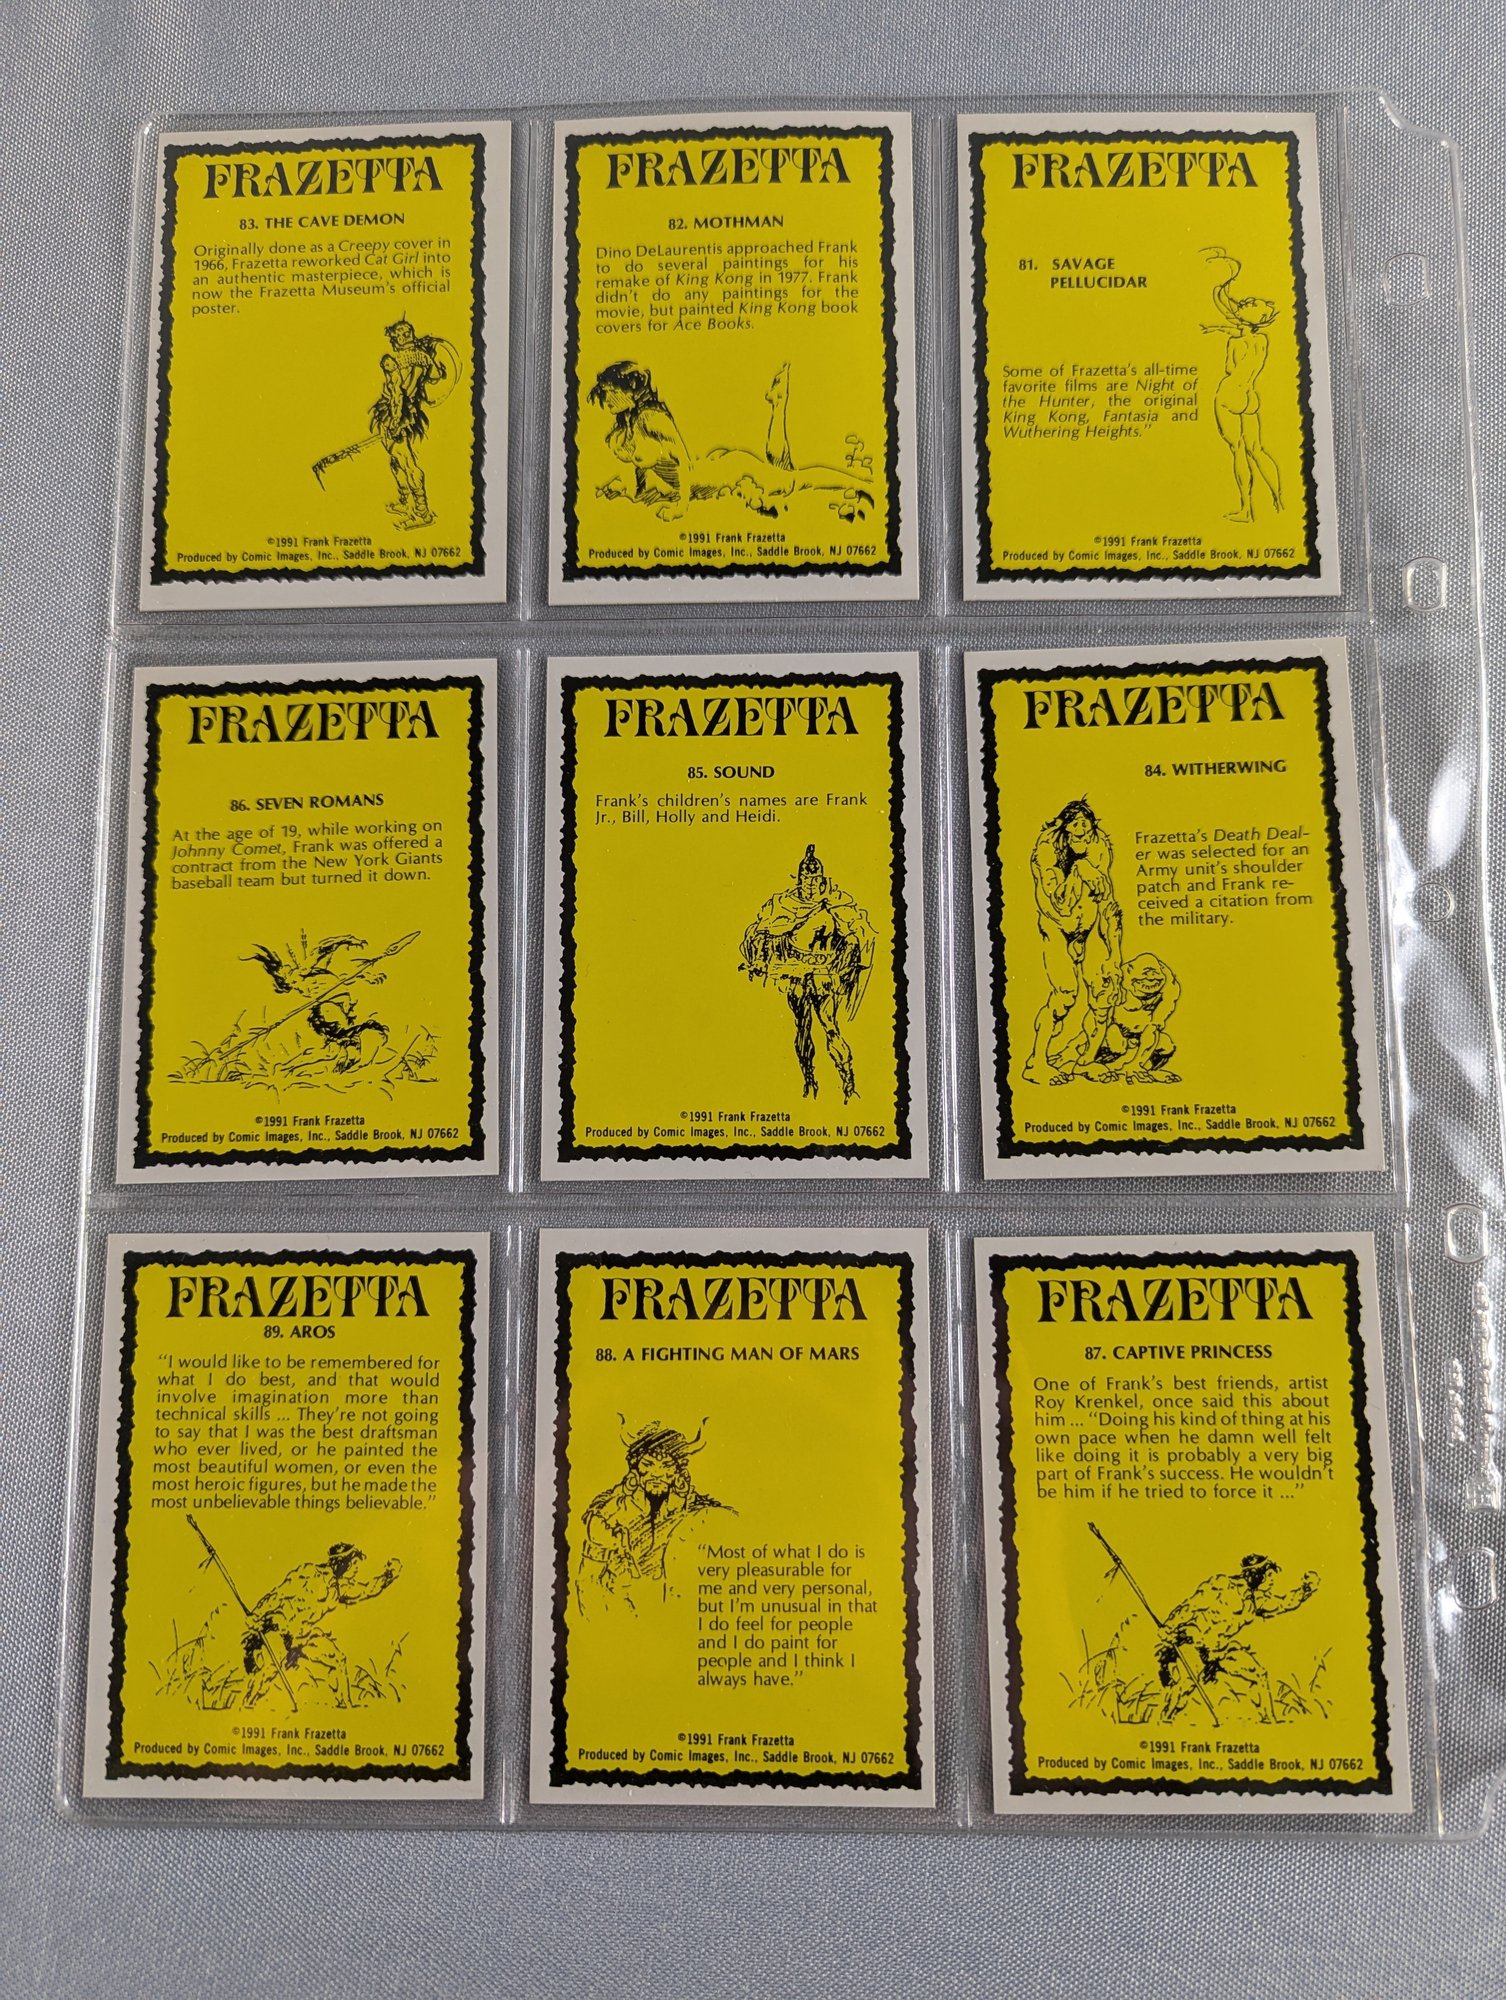 FRAZETTA
83. THE CAVE DEMON
Originally done as a Creepy cover in
1966, Frazetta reworked Cat Girl into
an authentic masterpiece, which is
now the Frazetta Museum's official
poster.
©1991 Frank Frazetta
Produced by Comic Images, Inc., Saddle Brook, NJ 07662
FRAZETTA
82. MOTHMAN
Dino DeLaurentis approached Frank
to do several paintings for his
remake of King Kong in 1977. Frank
didn't do any paintings for the
movie, but painted King Kong book
covers for Ace Books.
©1991 Frank Frazetta
Produced by Comic Images, Inc., Saddle Brook, NJ 07662
FRAZETTA
81. SAVAGE
PELLUCIDAR
Some of Frazetta's all-time
favorite films are Night of
the Hunter, the original
King Kong, Fantasia and
Wuthering Heights."
©1991 Frank Frazetta
Produced by Comic Images, Inc., Saddle Brook, NJ 07662
FRAZETTA
86. SEVEN ROMANS
At the age of 19, while working on
Johnny Comet, Frank was offered a
contract from the New York Giants
baseball team but turned it down.
©1991 Frank Frazetta
Produced by Comic Images, Inc., Saddle Brook, NJ 07662
FRAZETTA
85. SOUND
Frank's children's names are Frank
Jr., Bill, Holly and Heidi.
©1991 Frank Frazetta
Produced by Comic Images, Inc., Saddle Brook, NJ 07662
FRAZETTA
84. WITHERWING
Frazetta's Death Deal-
er was selected for an
Army unit's shoulder
patch and Frank re-
ceived a citation from
the military.
©1991 Frank Frazetta
Produced by Comic Images, Inc., Saddle Brook, NJ 07662
FRAZETTA
89. AROS
"I would like to be remembered for
what I do best, and that would
involve imagination more than
technical skills ... They're not going
to say that I was the best draftsman
who ever lived, or he painted the
most beautiful women, or even the
most heroic figures, but he made the
most unbelievable things believable."
©1991 Frank Frazetta
Produced by Comic Images, Inc., Saddle Brook, NJ 07662
FRAZETTA
88. A FIGHTING MAN OF MARS
"Most of what I do is
very pleasurable for
me and very personal,
but I'm unusual in that
I do feel for people
and I do paint for
people and I think I
always have."
©1991 Frank Frazetta
Produced by Comic Images, Inc., Saddle Brook, NJ 07662
FRAZETTA
87. CAPTIVE PRINCESS
One of Frank's best friends, artist
Roy Krenkel, once said this about
him ... "Doing his kind of thing at his
own pace when he damn well felt
like doing it is probably a very big
part of Frank's success. He wouldn't
be him if he tried to force it ..."
©1991 Frank Frazetta
Produced by Comic Images, Inc., Saddle Brook, NJ 07662